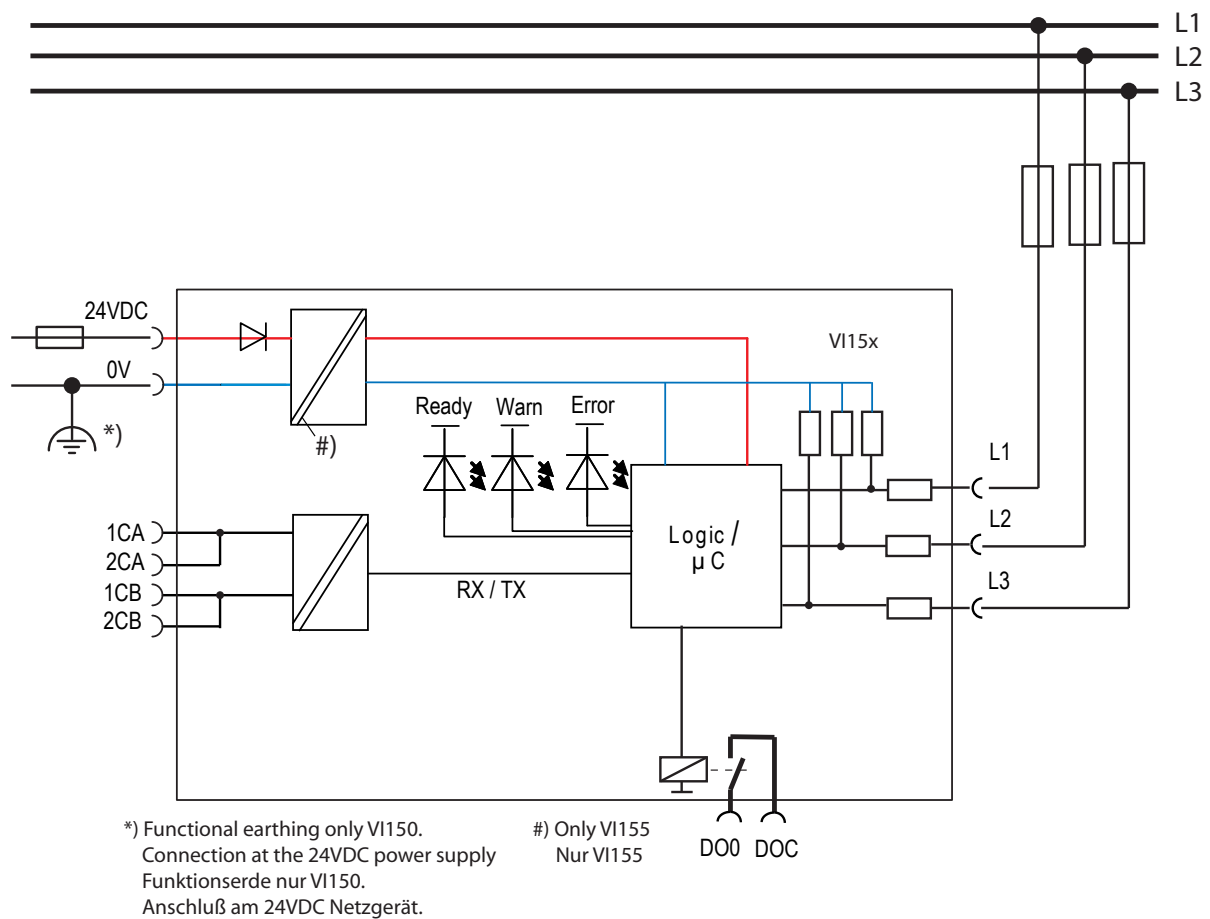 L1
L2
L3
24VDC
0V
*)
#)
VI15x
Ready
Warn
Error
L1
L2
L3
1CA
2CA
1CB
2CB
RX / TX
Logic /
µ C
*) Functional earthing only VI150.
Connection at the 24VDC power supply
Funktionserde nur VI150.
Anschluß am 24VDC Netzgerät.
#) Only VI155
Nur VI155
DO0
DOC